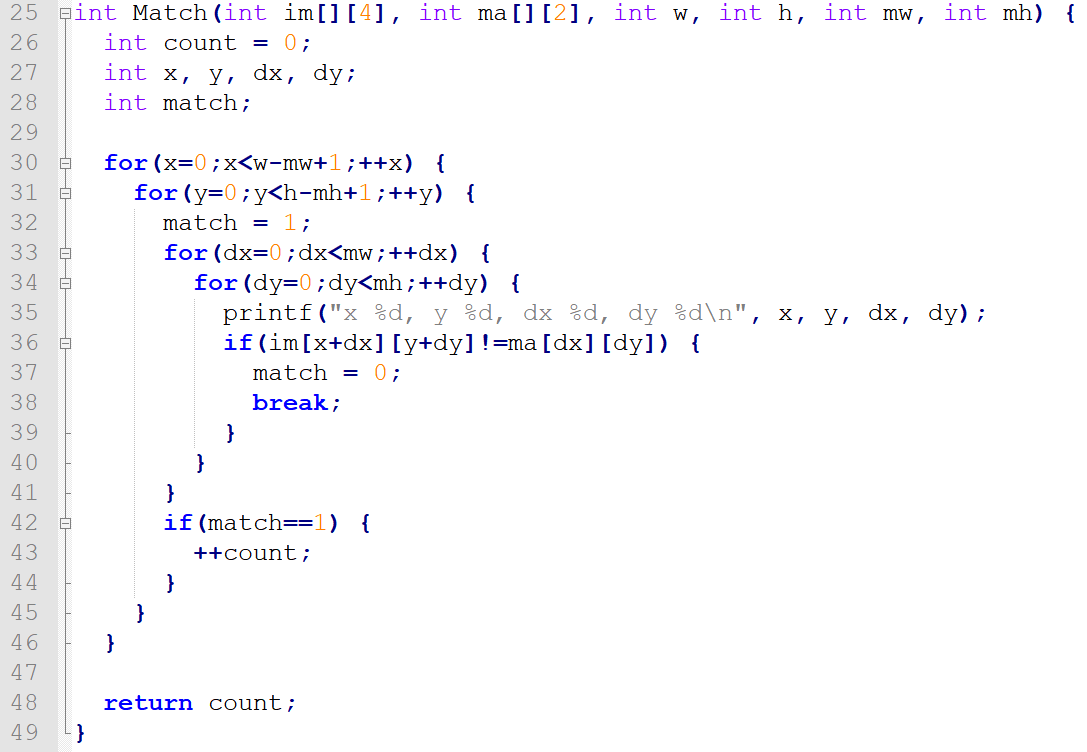 25 int Match(int im[][4], int ma[][2], int w, int h, int mw, int mh) {
26   int count = 0;
27   int x, y, dx, dy;
28   int match;
29
30   for(x=0;x<w-mw+1;++x) {
31     for(y=0;y<h-mh+1;++y) {
32       match = 1;
33       for(dx=0;dx<mw;++dx) {
34         for(dy=0;dy<mh;++dy) {
35           printf("x %d, y %d, dx %d, dy %d\n", x, y, dx, dy);
36           if(im[x+dx][y+dy]!=ma[dx][dy]) {
37             match = 0;
38             break;
39           }
40         }
41       }
42       if(match==1) {
43         ++count;
44       }
45     }
46   }
47
48   return count;
49 }